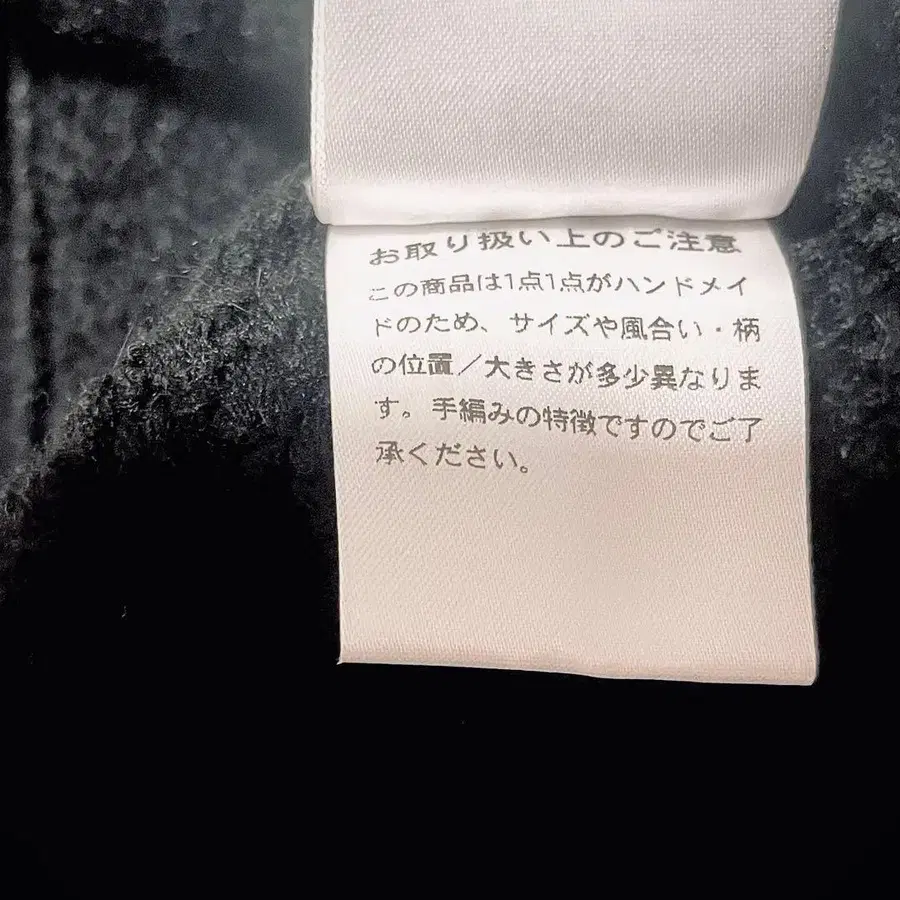 お取り扱い上のご注意
この商品は1点1点がハンドメイ
ドのため、サイズや風合い・柄
の位置/大きさが多少異なりま
す。手編みの特徴ですのでご了
承ください。